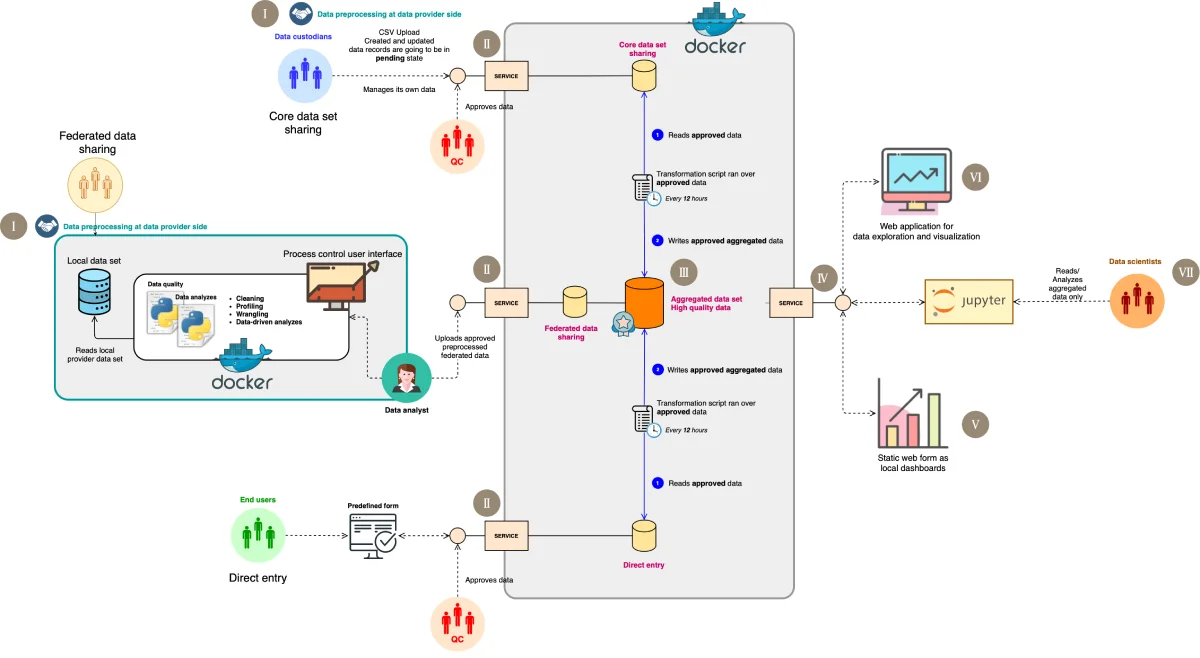 I
Data preprocessing at data provider side
Data custodians
CSV Upload
Created and updated
data records are going to be in
pending state
Manages its own data
Core data set
sharing
II
SERVICE
Approves data
QC
docker
Core data set
sharing
1 Reads approved data
Transformation script ran over
approved data
Every 12 hours
2 Writes approved aggregated data
Federated data
sharing
I
Data preprocessing at data provider side
Local data set
Reads local
provider data set
Process control user interface
Data quality
Data analyzes
• Cleaning
• Profiling
• Wrangling
• Data-driven analyzes
docker
Data analyst
Uploads approved
preprocessed
federated data
II
SERVICE
Federated data
sharing
III
Aggregated data set
High quality data
2 Writes approved aggregated data
Transformation script ran over
approved data
Every 12 hours
1 Reads approved data
Direct entry
End users
Direct entry
Predefined form
II
SERVICE
Approves data
QC
IV
SERVICE
VI
Web application for
data exploration and visualization
jupyter
Reads/
Analyzes
aggregated
data only
Data scientists
VII
V
Static web form as
local dashboards